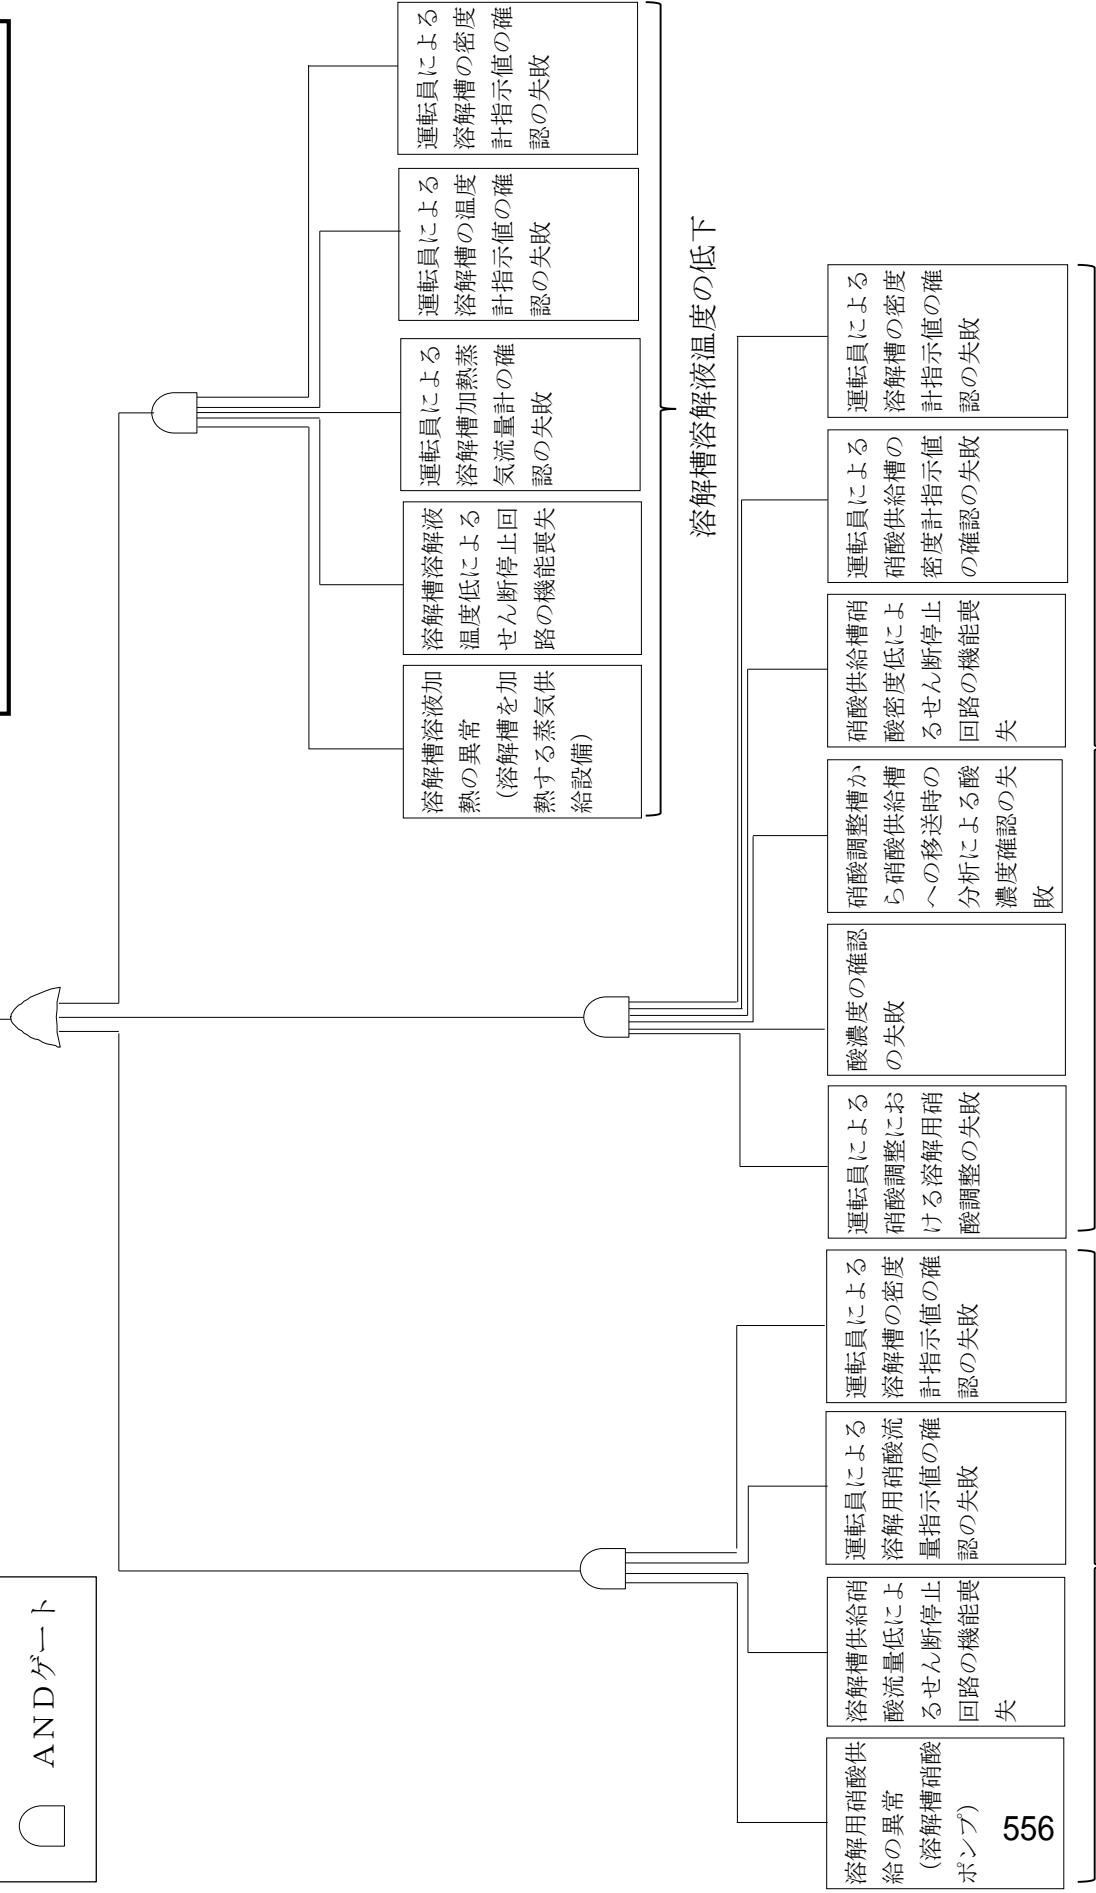 ANDゲート
溶解槽溶液加
熱の異常
（溶解槽を加
熱する蒸気供
給設備）
溶解槽溶解液
温度低による
せん断停止回
路の機能喪失
運転員による
溶解槽加熱蒸
気流量計の確
認の失敗
運転員による
溶解槽の温度
計指示値の確
認の失敗
運転員による
溶解槽の密度
計指示値の確
認の失敗
溶解槽溶解液温度の低下
溶解用硝酸供
給の異常
（溶解槽硝酸
ポンプ）
溶解槽供給硝
酸流量低によ
るせん断停止
回路の機能喪
失
運転員による
溶解用硝酸流
量指示値の確
認の失敗
運転員による
溶解槽の密度
計指示値の確
認の失敗
運転員による
硝酸調整にお
ける溶解用硝
酸調整の失敗
酸濃度の確認
の失敗
硝酸調整槽か
ら硝酸供給槽
への移送時の
分析による酸
濃度確認の失
敗
硝酸供給槽硝
酸密度低によ
るせん断停止
回路の機能喪
失
運転員による
硝酸供給槽の
密度計指示値
の確認の失敗
運転員による
溶解槽の密度
計指示値の確
認の失敗
556